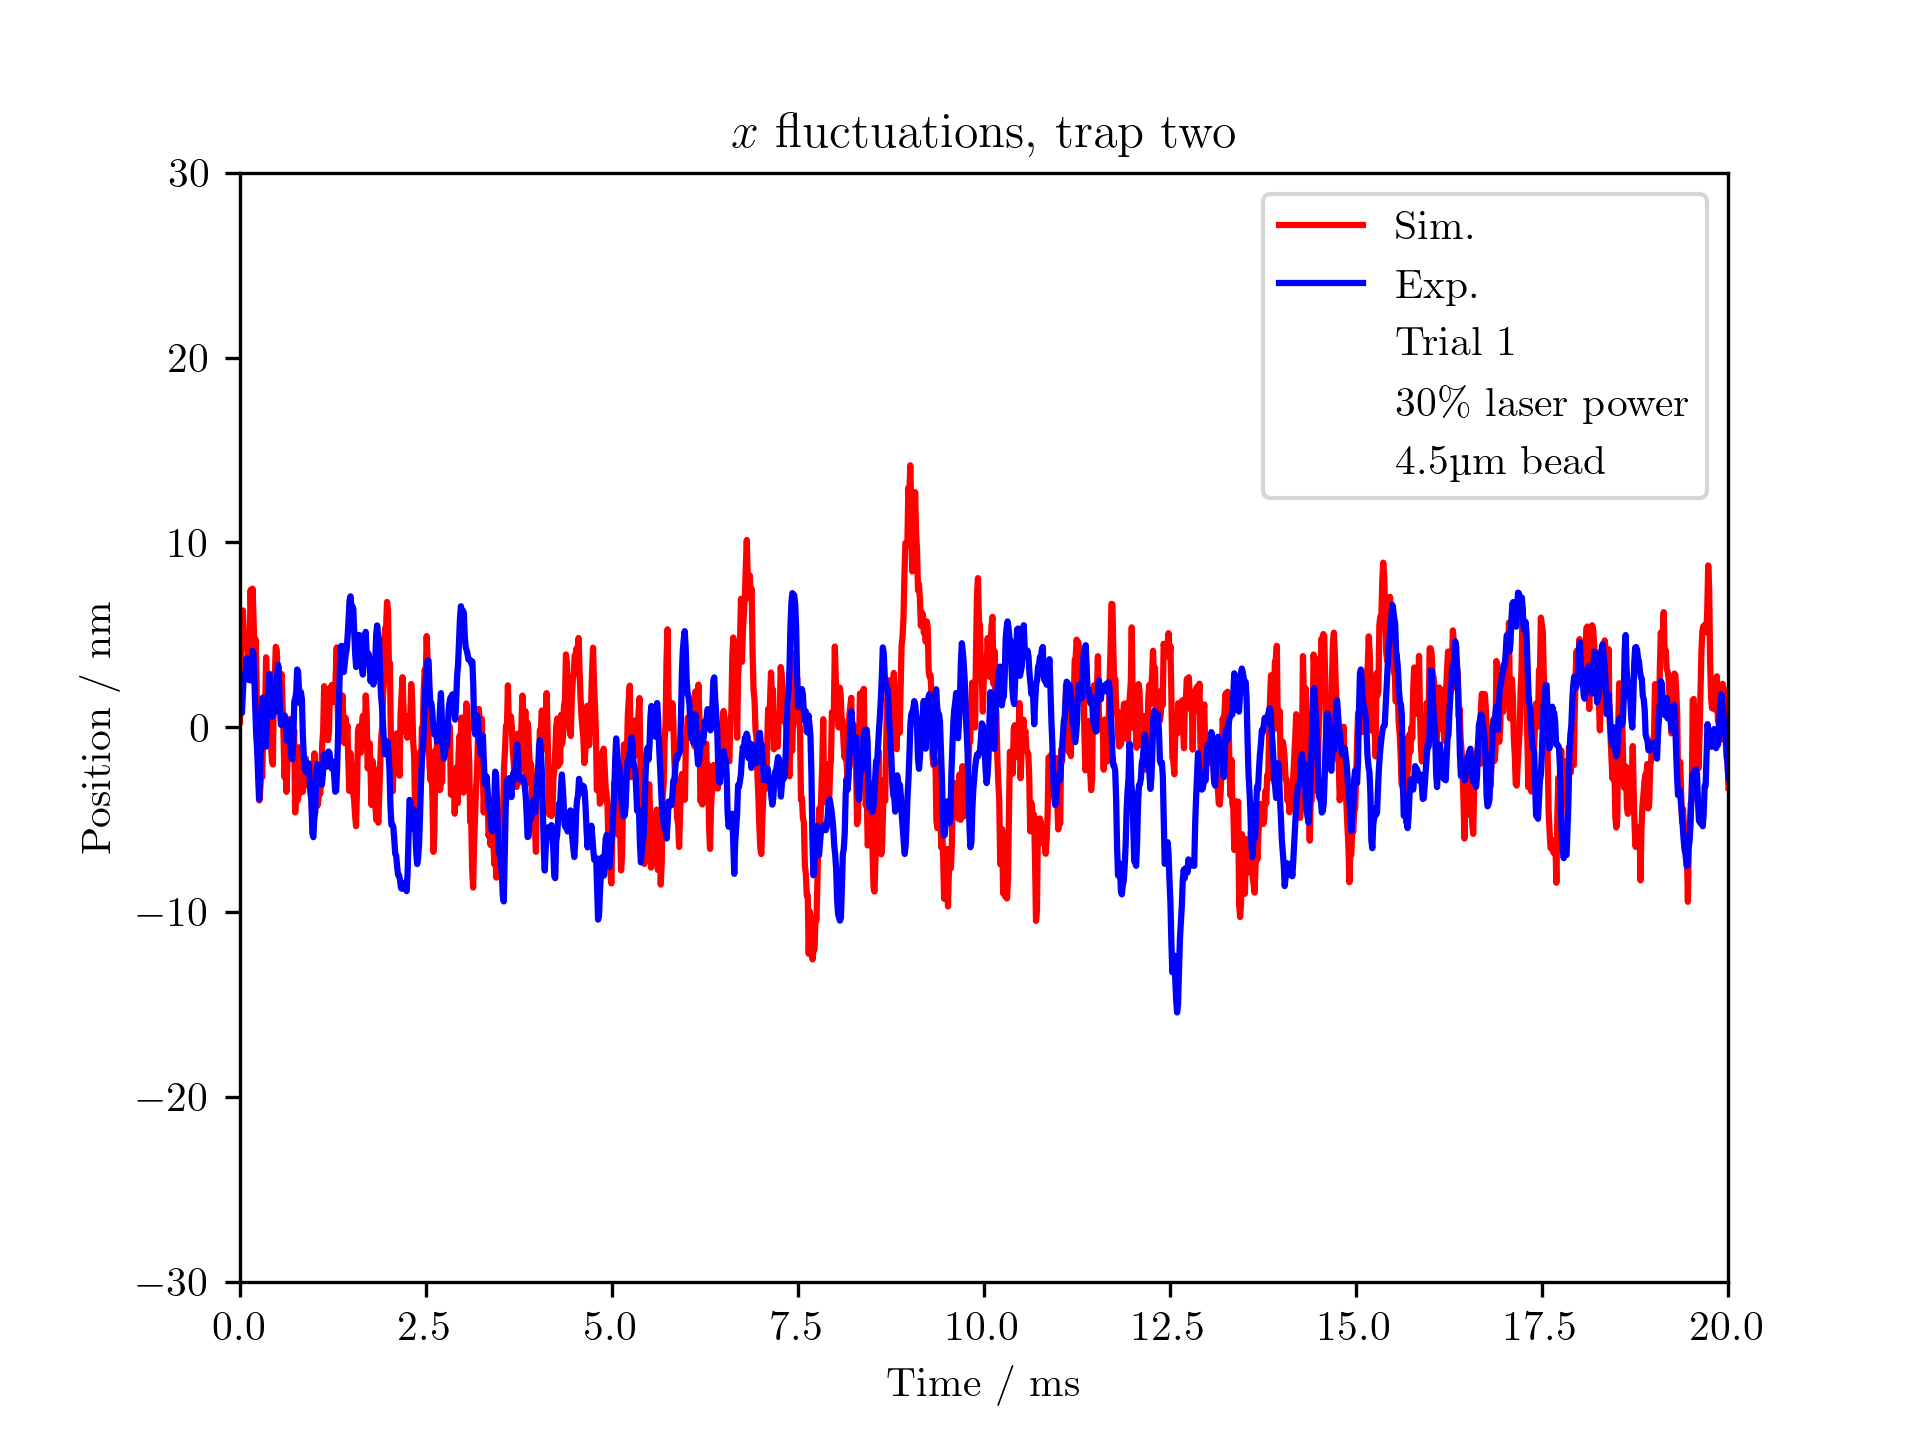 x fluctuations, trap two
30
20
10
0
−10
−20
−30
Position / nm
Sim.
Exp.
Trial 1
30% laser power
4.5µm bead
0.0 2.5 5.0 7.5 10.0 12.5 15.0 17.5 20.0
Time / ms